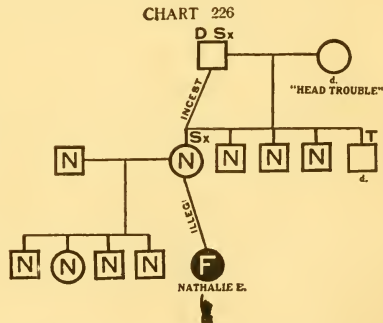 CHART 226
D Sx
d.
"HEAD TROUBLE"
INCEST
Sx T
N N N N N
d.
ILLEGI
N N N N F
NATHALIE E.